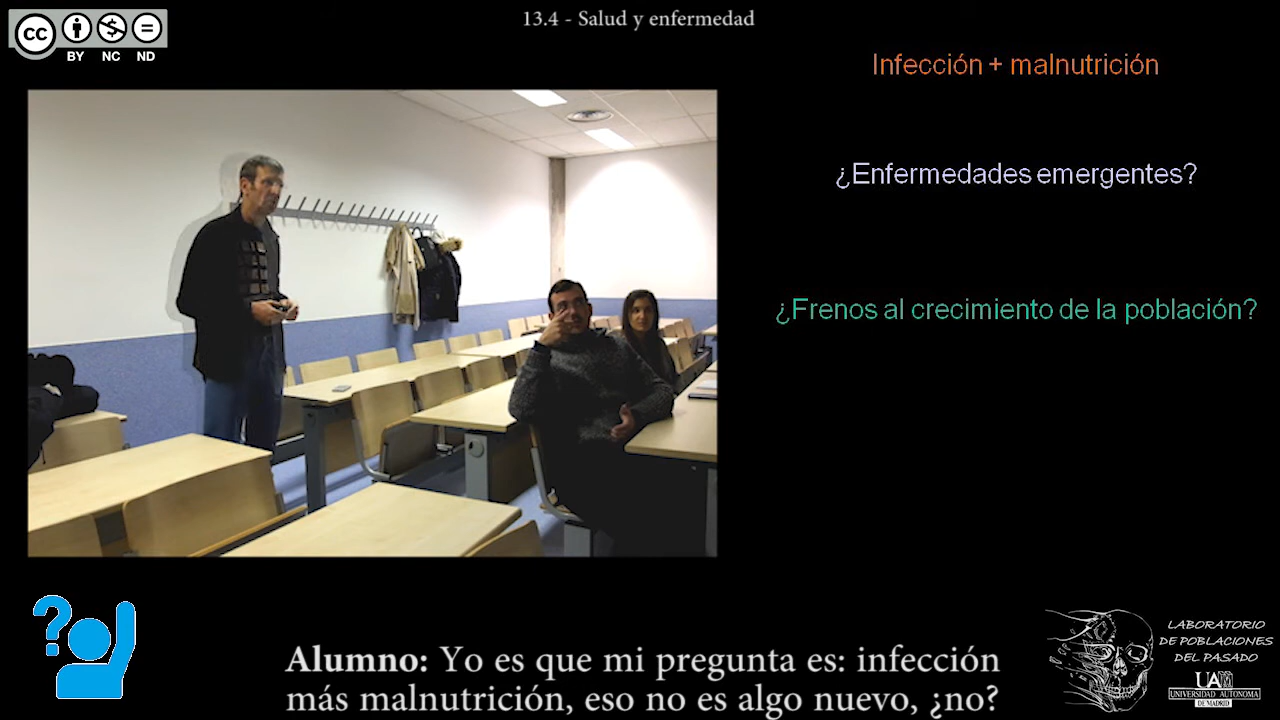 13.4 - Salud y enfermedad
cc
BY NC ND
Infección + malnutrición
¿Enfermedades emergentes?
¿Frenos al crecimiento de la población?
?
Alumno: Yo es que mi pregunta es: infección
más malnutrición, eso no es algo nuevo, ¿no?
LABORATORIO
DE POBLACIONES
DEL PASADO
UAM
UNIVERSIDAD AUTONOMA
DE MADRID